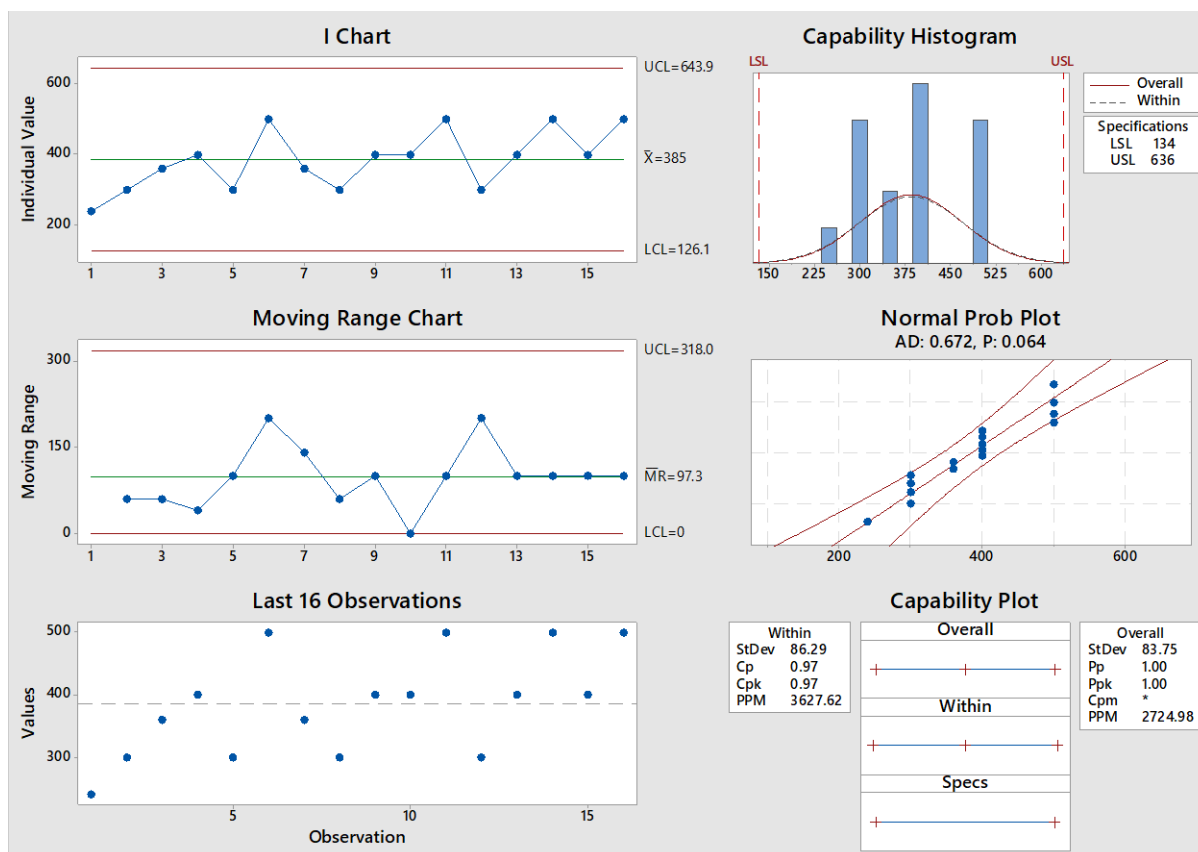 I Chart
Individual Value
600
400
200
UCL=643.9
X̄=385
LCL=126.1
1 3 5 7 9 11 13 15
Capability Histogram
LSL USL
Overall
Within
Specifications
LSL 134
USL 636
150 225 300 375 450 525 600
Moving Range Chart
Moving Range
300
150
0
UCL=318.0
M̅R̅=97.3
LCL=0
1 3 5 7 9 11 13 15
Normal Prob Plot
AD: 0.672, P: 0.064
200 400 600
Last 16 Observations
Values
500
400
300
5 10 15
Observation
Capability Plot
Within
StDev 86.29
Cp 0.97
Cpk 0.97
PPM 3627.62
Overall
Within
Specs
Overall
StDev 83.75
Pp 1.00
Ppk 1.00
Cpm *
PPM 2724.98